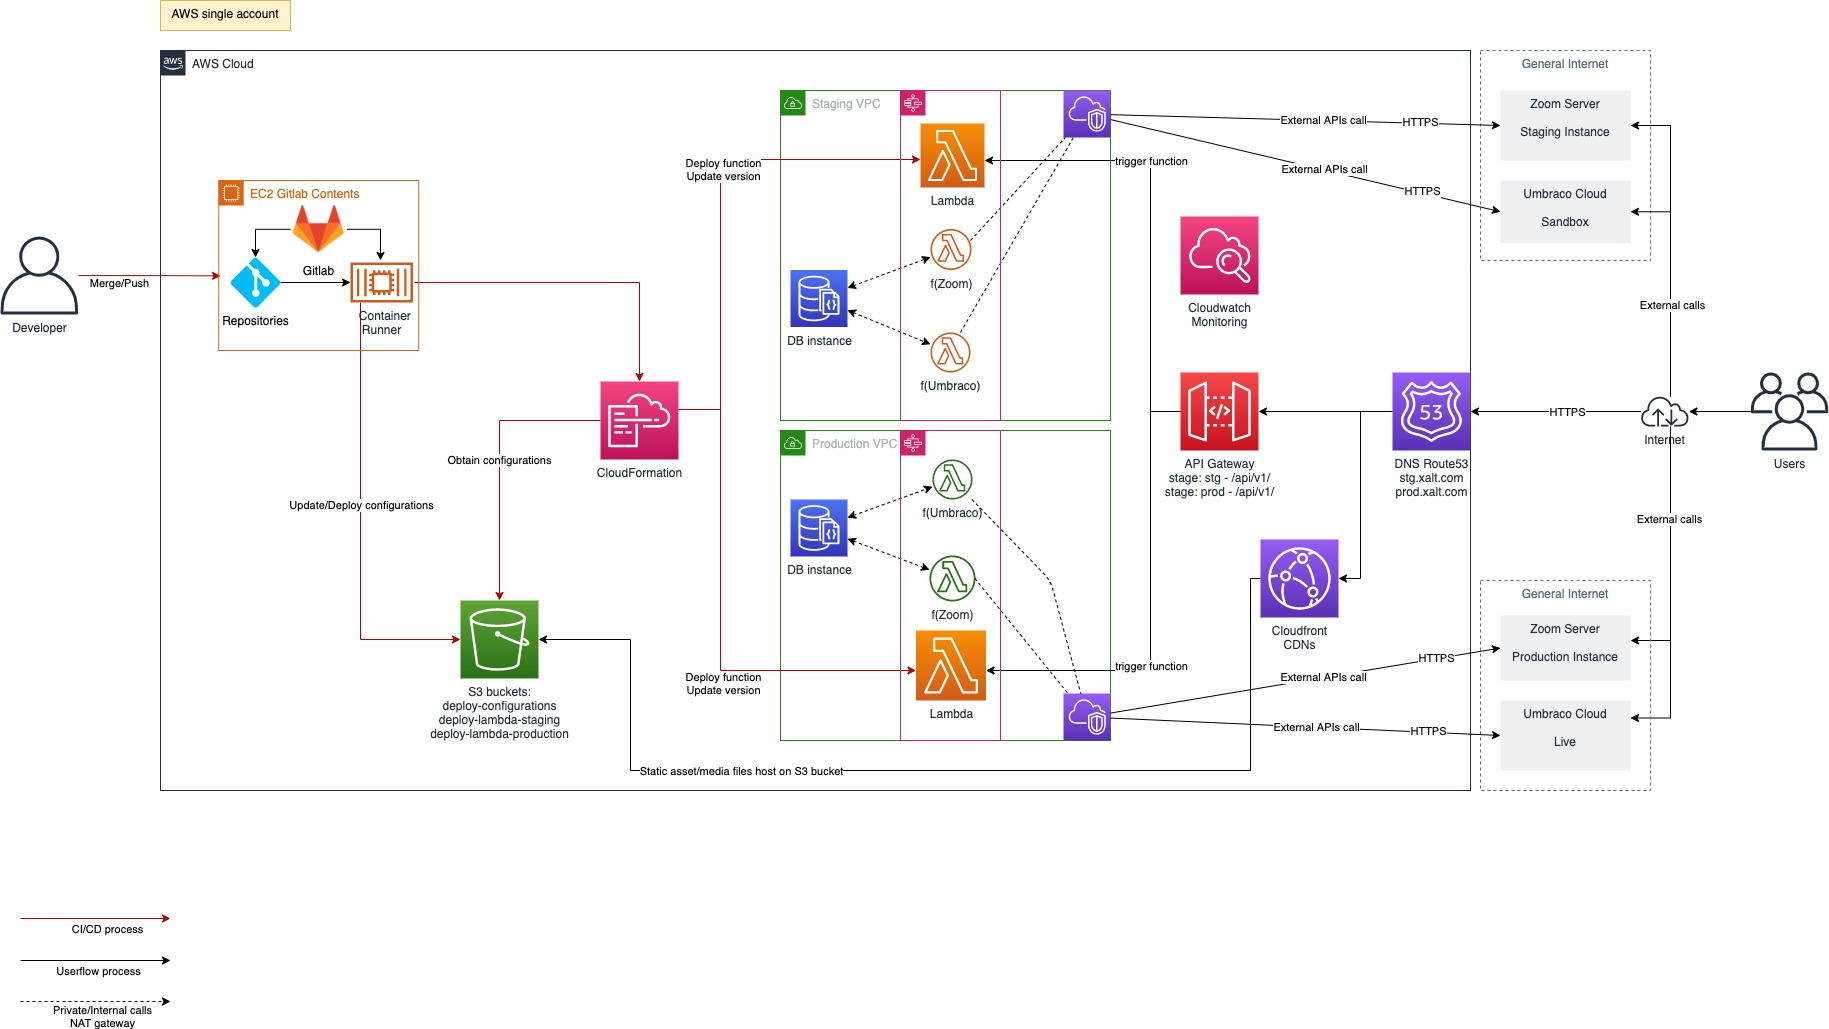 AWS single account
aws
AWS Cloud
General Internet
Zoom Server
Staging Instance
Umbraco Cloud
Sandbox
Staging VPC
External APIs call
HTTPS
External APIs call
HTTPS
Deploy function
Update version
Lambda
trigger function
EC2 Gitlab Contents
Gitlab
Repositories
Container
Runner
Merge/Push
Developer
f(Zoom)
DB instance
f(Umbraco)
Cloudwatch
Monitoring
External calls
CloudFormation
Obtain configurations
Update/Deploy configurations
Production VPC
f(Umbraco)
DB instance
f(Zoom)
Lambda
Deploy function
Update version
trigger function
</>
API Gateway
stage: stg - /api/v1/
stage: prod - /api/v1/
53
DNS Route53
stg.xalt.com
prod.xalt.com
HTTPS
Internet
Users
External calls
Cloudfront
CDNs
General Internet
Zoom Server
Production Instance
Umbraco Cloud
Live
HTTPS
External APIs call
External APIs call
HTTPS
S3 buckets:
deploy-configurations
deploy-lambda-staging
deploy-lambda-production
Static asset/media files host on S3 bucket
CI/CD process
Userflow process
Private/Internal calls
NAT gateway